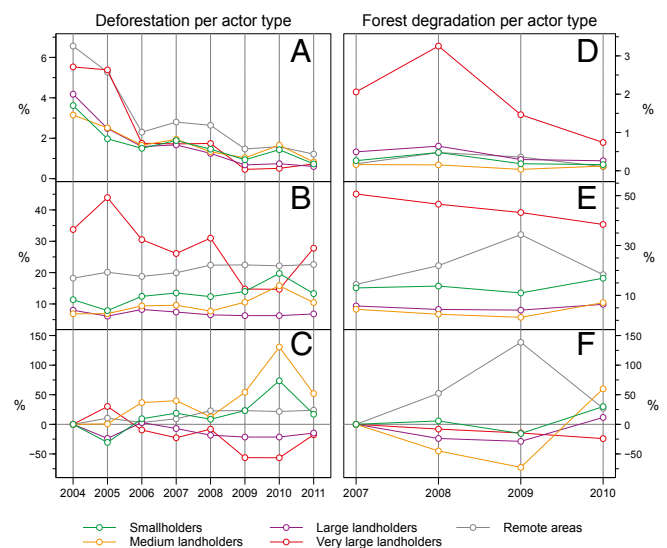 Deforestation per actor type
Forest degradation per actor type
A
D
6
4
2
0
%
3
2
1
0
%
B
E
40
30
20
10
%
50
30
10
%
C
F
150
100
50
0
-50
%
150
100
50
0
-50
%
2004 2005 2006 2007 2008 2009 2010 2011
2007 2008 2009 2010
Smallholders
Large landholders
Remote areas
Medium landholders
Very large landholders